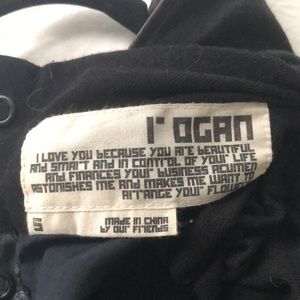 I" OGAN
I LOVE YOU BECAUSE YOU ARE BEAUTIFUL
AND SMART AND IN CONTROL OF YOUR LIFE
AND FINANCES YOUR BUSINESS ACUMEN
ASTONISHES ME AND MAKES ME WANT TO
ARRANGE YOUR FLOWERS
S
MADE IN CHINA
BY OUR FRIENDS